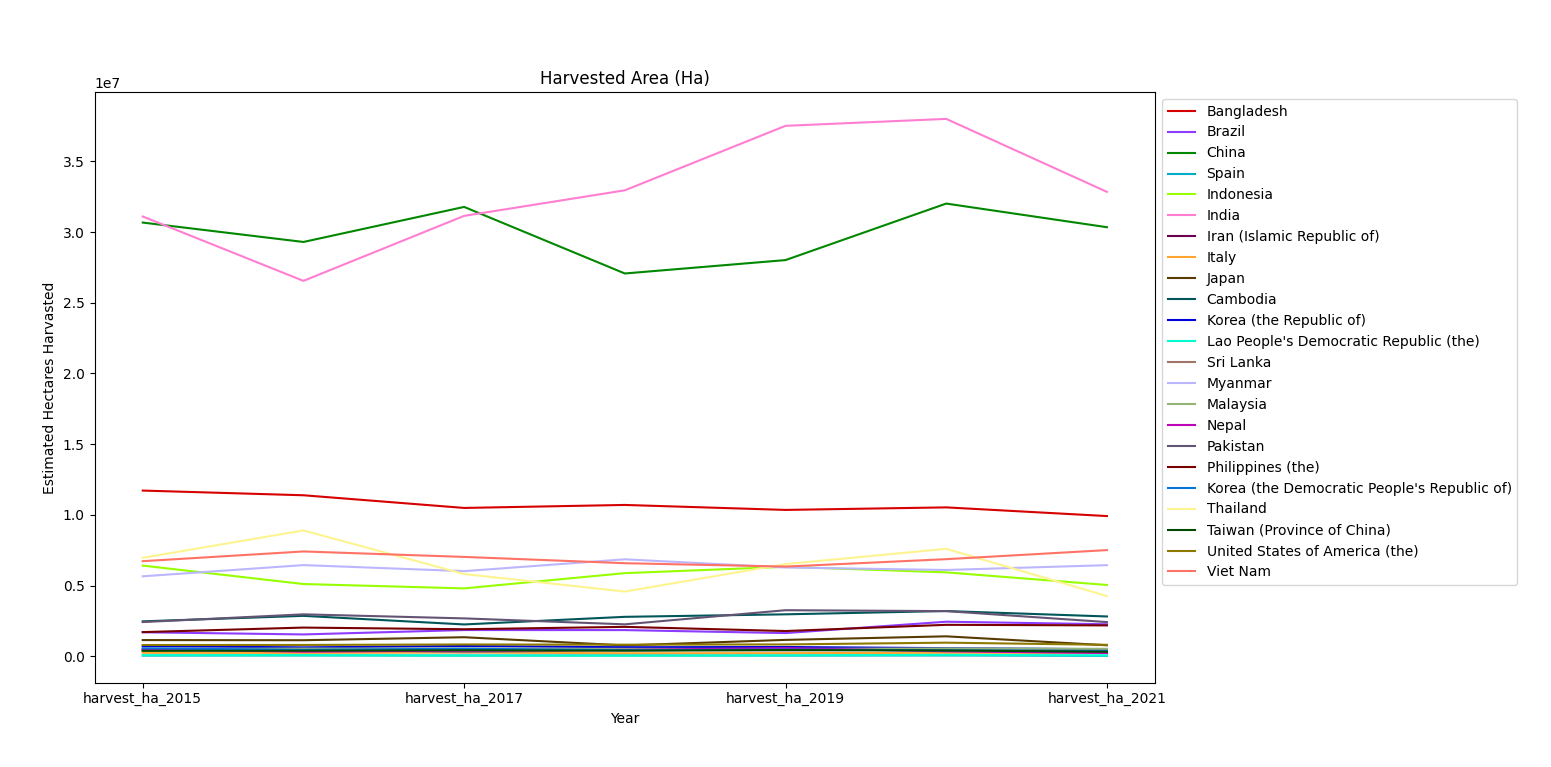 Harvested Area (Ha)
1e7
3.5
3.0
2.5
2.0
1.5
1.0
0.5
0.0
Estimated Hectares Harvasted
harvest_ha_2015
harvest_ha_2017
harvest_ha_2019
harvest_ha_2021
Year
Bangladesh
Brazil
China
Spain
Indonesia
India
Iran (Islamic Republic of)
Italy
Japan
Cambodia
Korea (the Republic of)
Lao People's Democratic Republic (the)
Sri Lanka
Myanmar
Malaysia
Nepal
Pakistan
Philippines (the)
Korea (the Democratic People's Republic of)
Thailand
Taiwan (Province of China)
United States of America (the)
Viet Nam